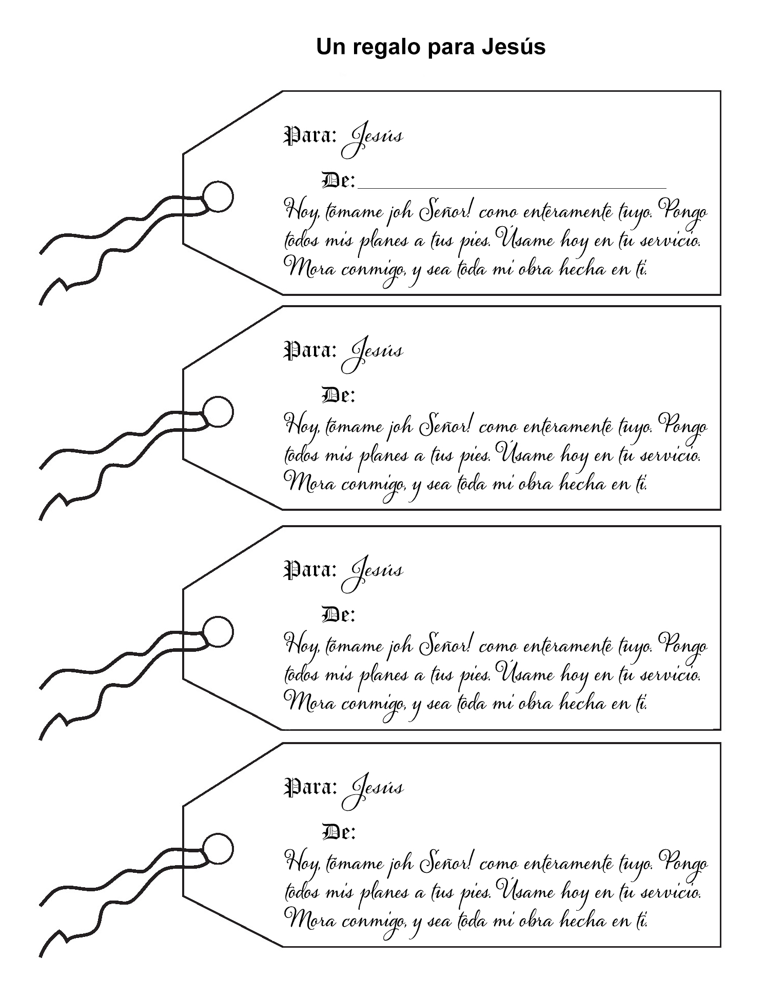 Un regalo para Jesús
Para: Jesús
De:
Hoy, tómame ¡oh Señor! como enteramente tuyo. Pongo
todos mis planes a tus pies. Úsame hoy en tu servicio.
Mora conmigo, y sea toda mi obra hecha en ti.
Para: Jesús
De:
Hoy, tómame ¡oh Señor! como enteramente tuyo. Pongo
todos mis planes a tus pies. Úsame hoy en tu servicio.
Mora conmigo, y sea toda mi obra hecha en ti.
Para: Jesús
De:
Hoy, tómame ¡oh Señor! como enteramente tuyo. Pongo
todos mis planes a tus pies. Úsame hoy en tu servicio.
Mora conmigo, y sea toda mi obra hecha en ti.
Para: Jesús
De:
Hoy, tómame ¡oh Señor! como enteramente tuyo. Pongo
todos mis planes a tus pies. Úsame hoy en tu servicio.
Mora conmigo, y sea toda mi obra hecha en ti.